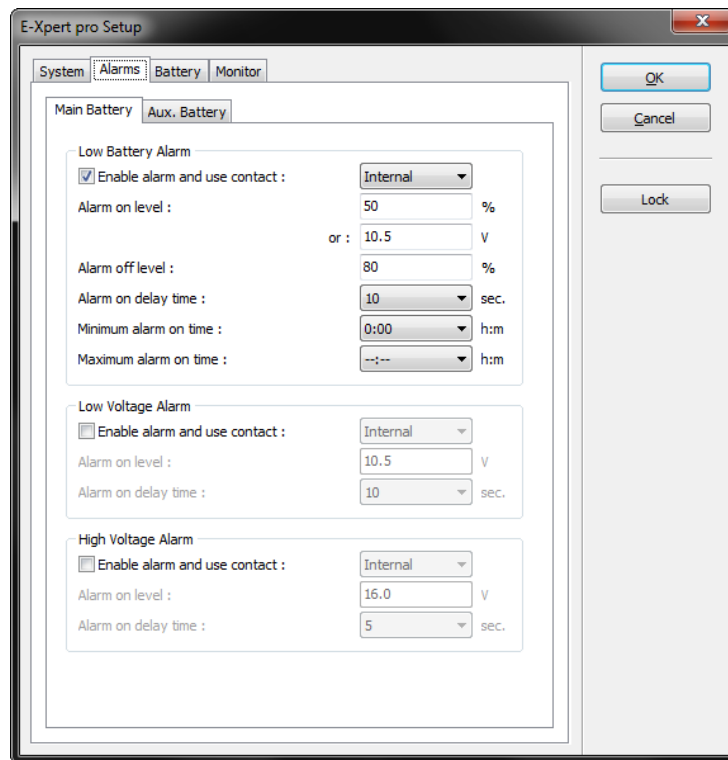 E-Xpert pro Setup
System Alarms Battery Monitor
Main Battery Aux. Battery
Low Battery Alarm
Enable alarm and use contact : Internal
Alarm on level : 50 %
or : 10.5 V
Alarm off level : 80 %
Alarm on delay time : 10 sec.
Minimum alarm on time : 0:00 h:m
Maximum alarm on time : --:-- h:m
Low Voltage Alarm
Enable alarm and use contact : Internal
Alarm on level : 10.5 V
Alarm on delay time : 10 sec.
High Voltage Alarm
Enable alarm and use contact : Internal
Alarm on level : 16.0 V
Alarm on delay time : 5 sec.
OK
Cancel
Lock